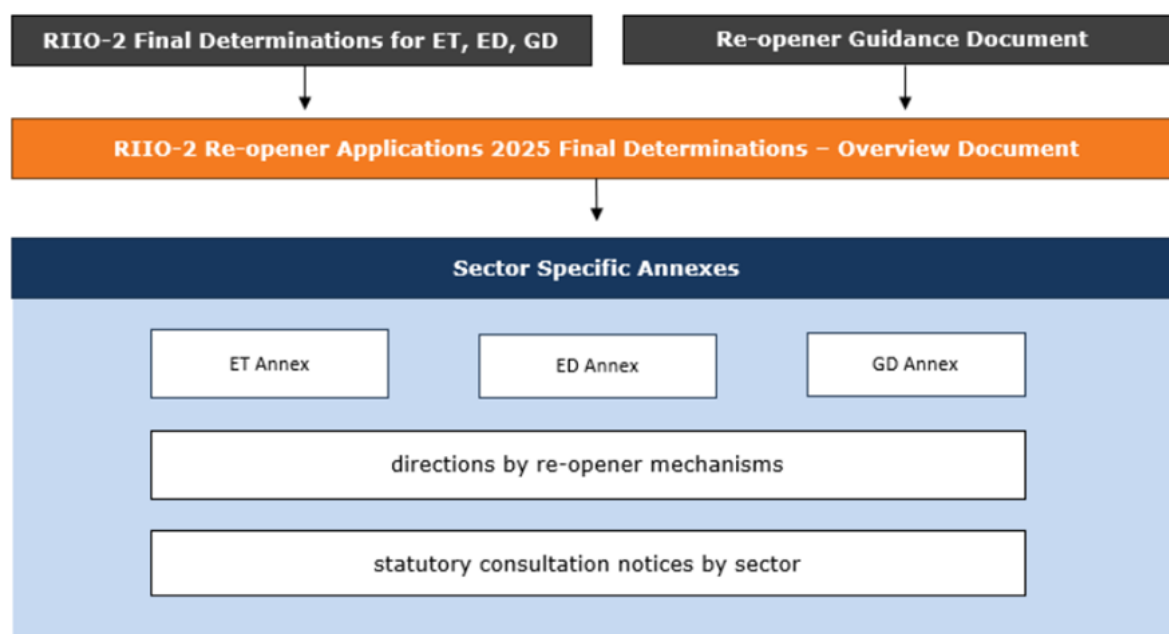 RIIO-2 Final Determinations for ET, ED, GD
Re-opener Guidance Document
RIIO-2 Re-opener Applications 2025 Final Determinations – Overview Document
Sector Specific Annexes
ET Annex
ED Annex
GD Annex
directions by re-opener mechanisms
statutory consultation notices by sector